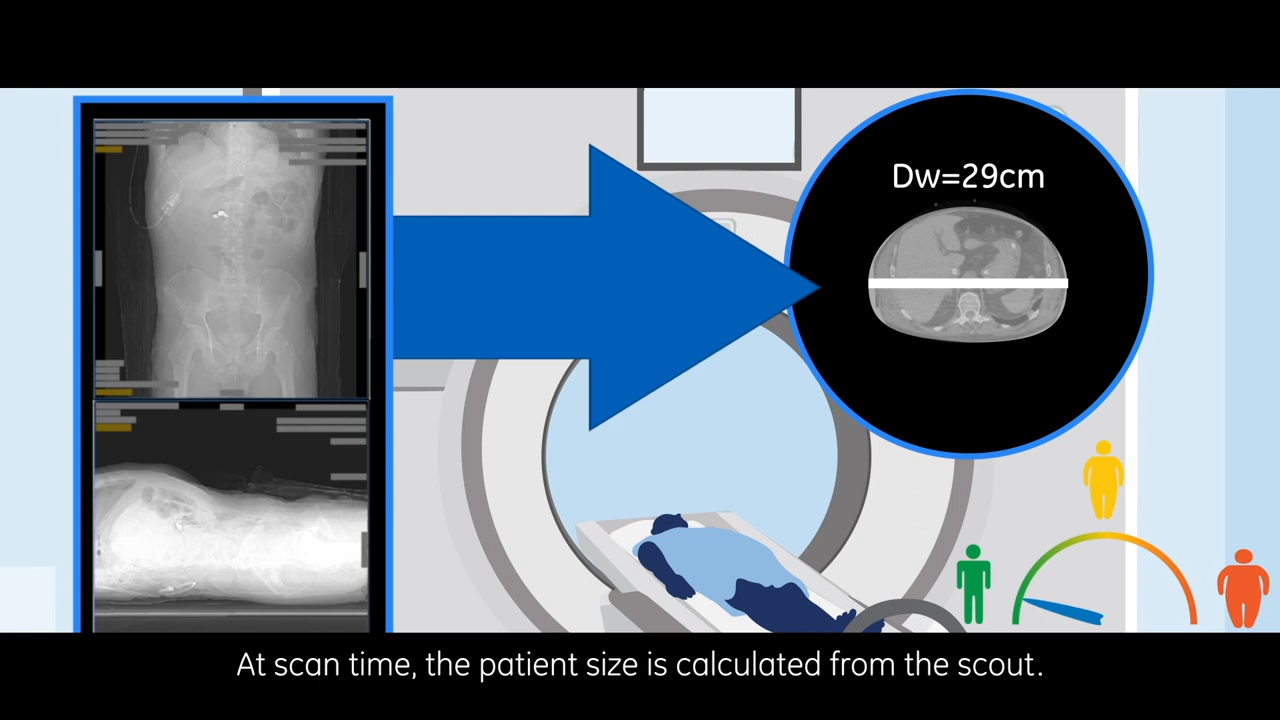 Dw=29cm
At scan time, the patient size is calculated from the scout.